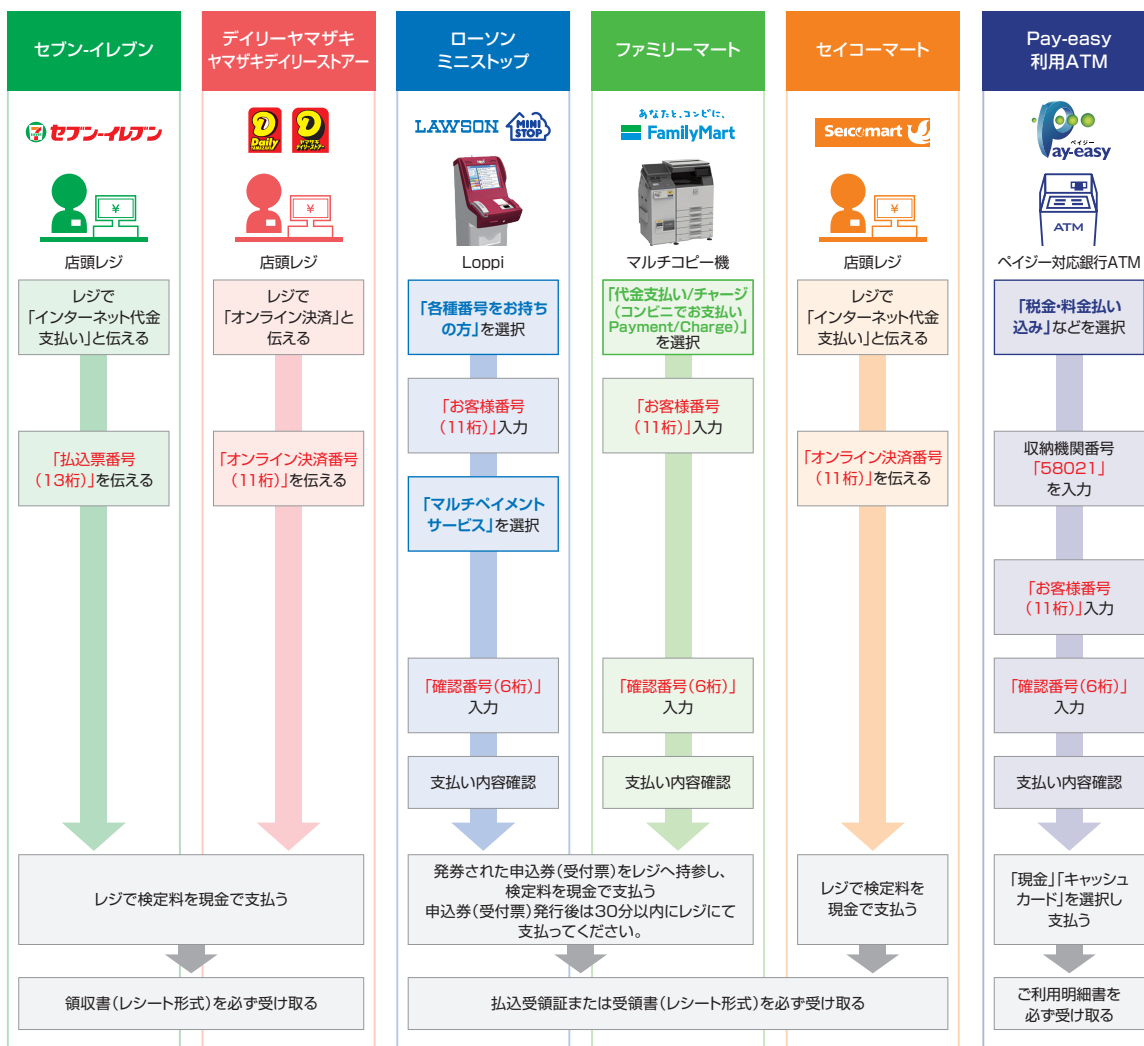 セブン-イレブン
デイリーヤマザキ
ヤマザキデイリーストアー
ローソン
ミニストップ
ファミリーマート
セイコーマート
Pay-easy
利用ATM
7
セブン-イレブン
Daily
YAMAZAKI
ヤマザキ
デイリーストアー
LAWSON
MINI
STOP
あなたと、コンビに、
FamilyMart
Seicomart
ペイジー
Pay-easy
¥
¥
¥
ATM
店頭レジ
店頭レジ
Loppi
マルチコピー機
店頭レジ
ペイジー対応銀行ATM
レジで
「インターネット代金
支払い」と伝える
レジで
「オンライン決済」と
伝える
「各種番号をお持ち
の方」を選択
「代金支払い/チャージ
(コンビニでお支払い
Payment/Charge)」
を選択
レジで
「インターネット代金
支払い」と伝える
「税金・料金払い
込み」などを選択
「お客様番号
(11桁)」入力
「お客様番号
(11桁)」入力
「払込票番号
(13桁)」を伝える
「オンライン決済番号
(11桁)」を伝える
「マルチペイメント
サービス」を選択
「オンライン決済番号
(11桁)」を伝える
収納機関番号
「58021」
を入力
「お客様番号
(11桁)」入力
「確認番号(6桁)」
入力
「確認番号(6桁)」
入力
「確認番号(6桁)」
入力
支払い内容確認
支払い内容確認
支払い内容確認
レジで検定料を現金で支払う
発券された申込券(受付票)をレジへ持参し、
検定料を現金で支払う
申込券(受付票)発行後は30分以内にレジにて
支払ってください。
レジで検定料を
現金で支払う
「現金」「キャッシュ
カード」を選択し
支払う
領収書(レシート形式)を必ず受け取る
払込受領証または受領書(レシート形式)を必ず受け取る
ご利用明細書を
必ず受け取る